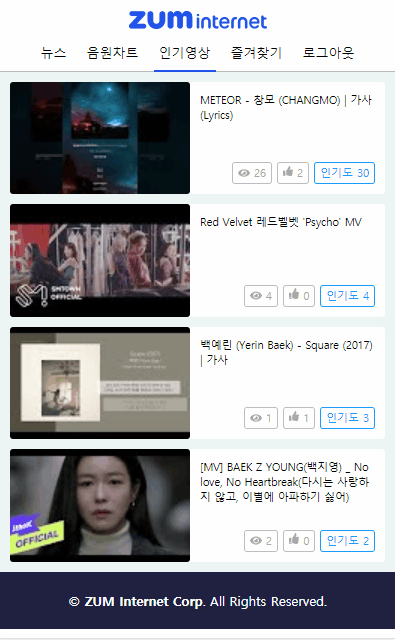 ZUM internet
뉴스 음원차트 인기영상 즐겨찾기 로그아웃
METEOR - 창모 (CHANGMO) | 가사
(Lyrics)
26 2 인기도 30
Red Velvet 레드벨벳 'Psycho' MV
SMTOWN
OFFICIAL
4 0 인기도 4
백예린 (Yerin Baek) - Square (2017)
| 가사
Square (2017)
1 1 인기도 3
[MV] BAEK Z YOUNG(백지영) _ No
love, No Heartbreak(다시는 사랑하
지 않고, 이별에 아파하기 싫어)
OFFICIAL
2 0 인기도 2
© ZUM Internet Corp. All Rights Reserved.